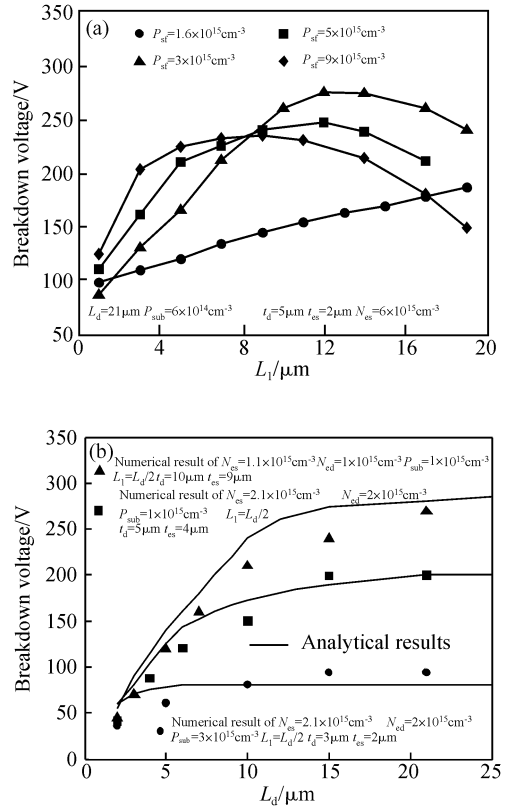 (a)
P_sf=1.6×10^15cm^-3 P_sf=5×10^15cm^-3
P_sf=3×10^15cm^-3 P_sf=9×10^15cm^-3
350
300
250
200
150
100
50
Breakdown voltage/V
L_d=21μm P_sub=6×10^14cm^-3 t_d=5μm t_es=2μm N_es=6×10^15cm^-3
0 4 8 12 16 20
L_1/μm
(b)
Numerical result of N_es=1.1×10^15cm^-3 N_ed=1×10^15cm^-3 P_sub=1×10^15cm^-3
L_1=L_d/2 t_d=10μm t_es=9μm
Numerical result of N_es=2.1×10^15cm^-3 N_ed=2×10^15cm^-3
P_sub=1×10^15cm^-3 L_1=L_d/2
t_d=5μm t_es=4μm
350
300
250
200
150
100
50
0
Breakdown voltage/V
Analytical results
Numerical result of N_es=2.1×10^15cm^-3 N_ed=2×10^15cm^-3
P_sub=3×10^15cm^-3 L_1=L_d/2 t_d=3μm t_es=2μm
0 5 10 15 20 25
L_d/μm